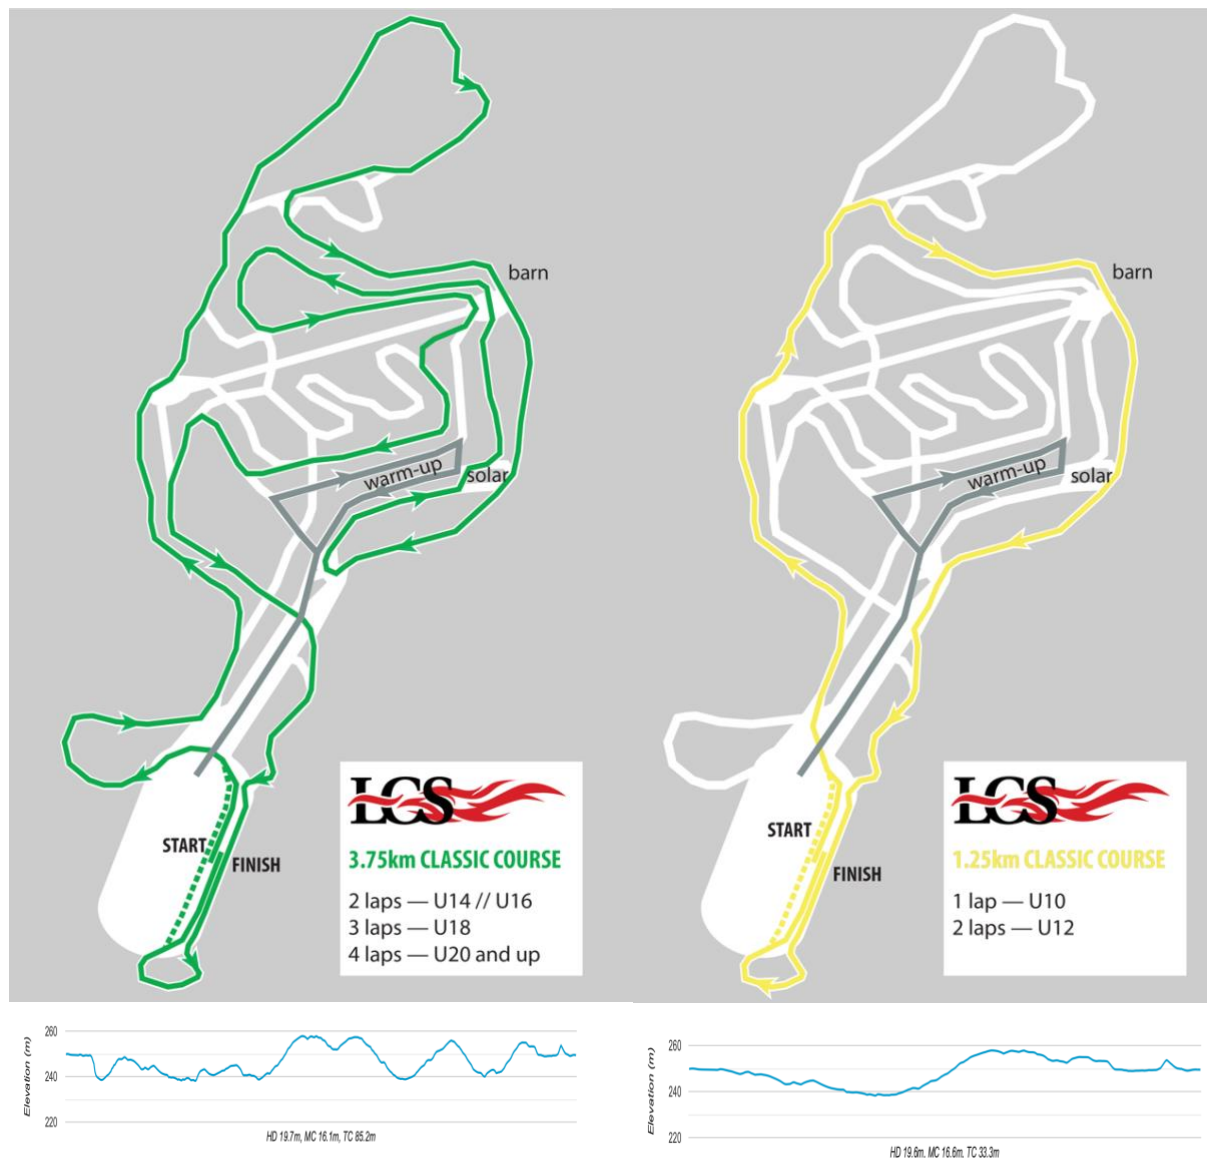 barn
warm-up
solar
START
FINISH
LGS
3.75km CLASSIC COURSE
2 laps — U14 // U16
3 laps — U18
4 laps — U20 and up
260
240
220
Elevation (m)
HD 19.7m, MC 16.1m, TC 85.2m
barn
warm-up
solar
START
FINISH
LGS
1.25km CLASSIC COURSE
1 lap — U10
2 laps — U12
260
240
220
Elevation (m)
HD 19.6m. MC 16.6m. TC 33.3m